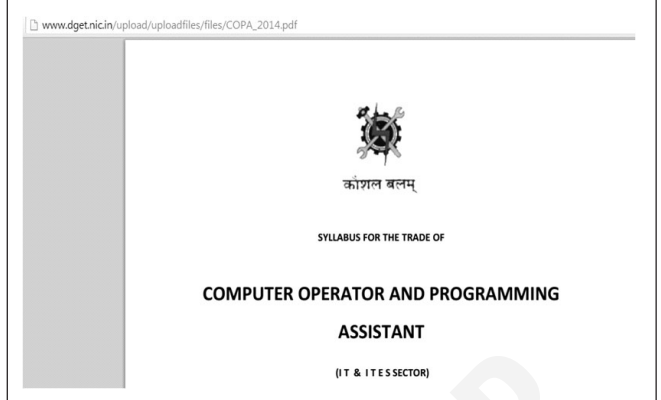 www.dget.nic.in/upload/uploadfiles/files/COPA_2014.pdf
कौशल बलम्
SYLLABUS FOR THE TRADE OF
COMPUTER OPERATOR AND PROGRAMMING
ASSISTANT
(I T & I T E S SECTOR)